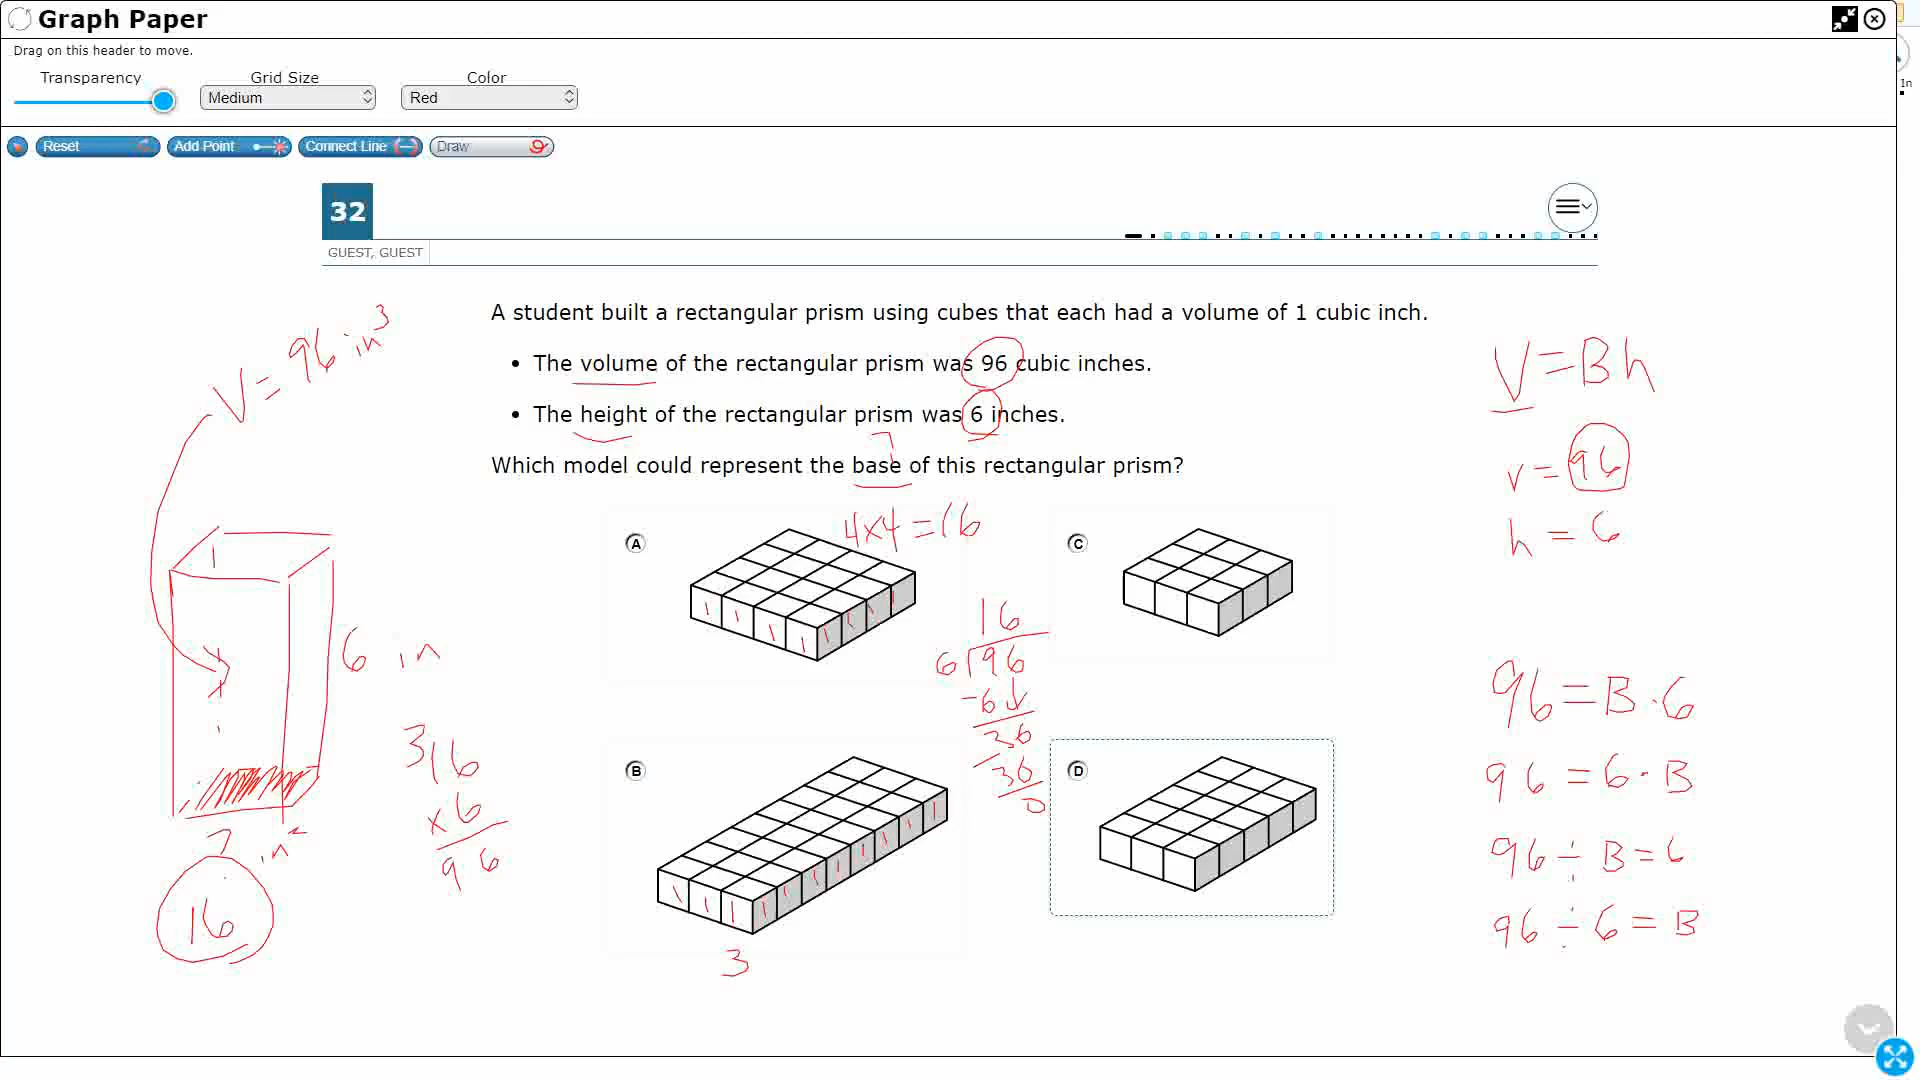 Graph Paper
Drag on this header to move.
Transparency
Grid Size
Color
Medium
Red
Reset
Add Point
Connect Line
Draw
In
32
GUEST, GUEST
A student built a rectangular prism using cubes that each had a volume of 1 cubic inch.
• The volume of the rectangular prism was 96 cubic inches.
• The height of the rectangular prism was 6 inches.
Which model could represent the base of this rectangular prism?
V = 96 in³
V = Bh
v = 96
h = 6
A
4x4=16
C
6 in
16
6 96
-6
36
-36
0
96 = B · 6
96 = 6 · B
96 ÷ B = 6
96 ÷ 6 = B
3
16
x 6
96
B
D
in²
16
3